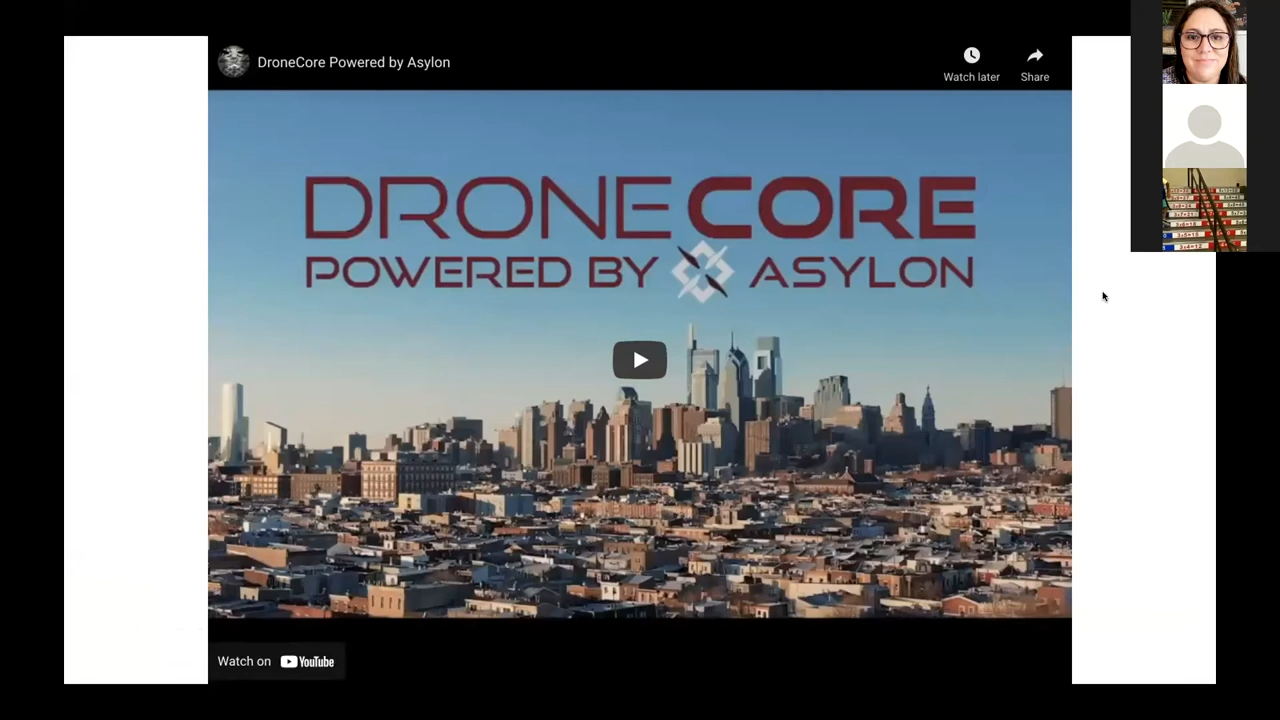 DroneCore Powered by Asylon
Watch later
Share
DRONECORE
POWERED BY ASYLON
Watch on YouTube